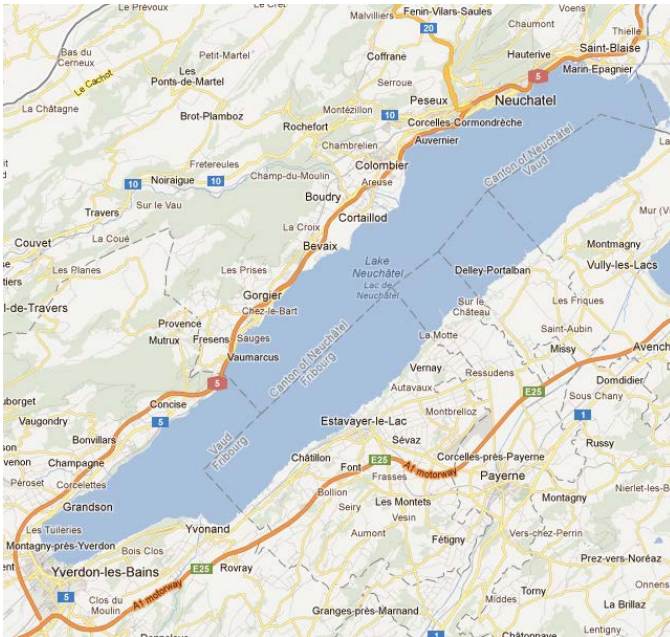 Le Prévoux
Le Cret
Malvilliers
Fenin-Vilars-Saules
Voens
Chaumont
Thielle
20
Bas du
Cerneux
Petit-Martel
Coffrane
Hauterive
Saint-Blaise
Le Cachot
Les
Ponts-de-Martel
Serroue
5
Marin-Epagnier
La Châtagne
Peseux
Neuchatel
Brot-Plamboz
Montézillon
10
Rochefort
Corcelles-Cormondrèche
Chambrelien
Auvernier
Fretereules
Colombier
Canton of Neuchâtel
Vaud
10
Noiraigue
10
Champ-du-Moulin
Areuse
Boudry
Travers
Sur le Vau
Cortaillod
Mur (V
Couvet
La Coué
La Croix
Bevaix
Montmagny
Les Planes
Les Prises
Lake
Neuchâtel
Lac de
Neuchâtel
Delley-Portalban
Vully-les-Lacs
l-de-Travers
Gorgier
Chez-le-Bart
Sur le
Château
Les Friques
Provence
Mutrux
Fresens
Sauges
Canton of Neuchâtel
Fribourg
La Motte
Saint-Aubin
Vaumarcus
Missy
Avench
Vernay
Ressudens
5
Domdidier
uborget
Concise
Autavaux
E25
Sous Chany
Vaugondry
5
Montbrelloz
1
Estavayer-le-Lac
Bonvillars
Vaud
Fribourg
Sévaz
Russy
venon
Champagne
Châtillon
E25
Corcelles-près-Payerne
Font
A1 motorway
Péroset
Corcelettes
Frasses
Payerne
Nierlet-les-B
Bollion
Grandson
Les Montets
Montagny
Seiry
Vesin
Les Tuileries
Yvonand
Aumont
Vers-chez-Perrin
Montagny-près-Yverdon
Bois Clos
Fétigny
Prez-vers-Noréaz
ent
Yverdon-les-Bains
E25
Rovray
Onnens
5
Clos du
Moulin
A1 motorway
Torny
Middes
La Brillaz
Granges-près-Marnand
1
Lentigny
Châtonnaye